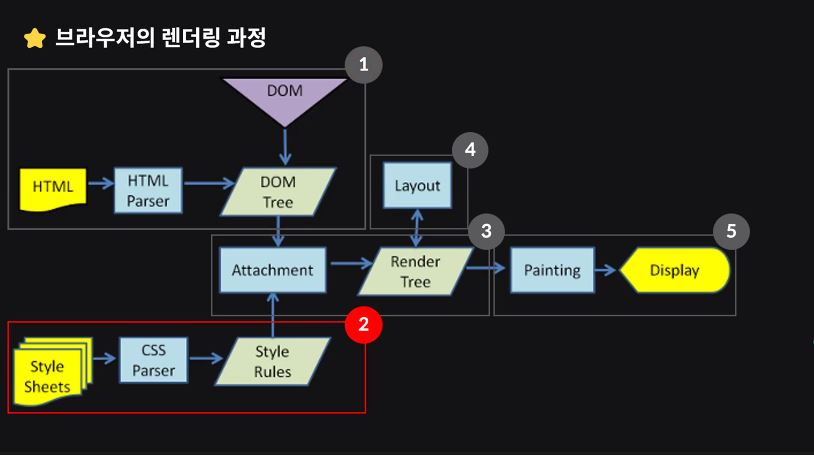 ⭐ 브라우저의 렌더링 과정
1
DOM
HTML
HTML
Parser
DOM
Tree
4
Layout
3
Attachment
Render
Tree
5
Painting
Display
2
Style
Sheets
CSS
Parser
Style
Rules